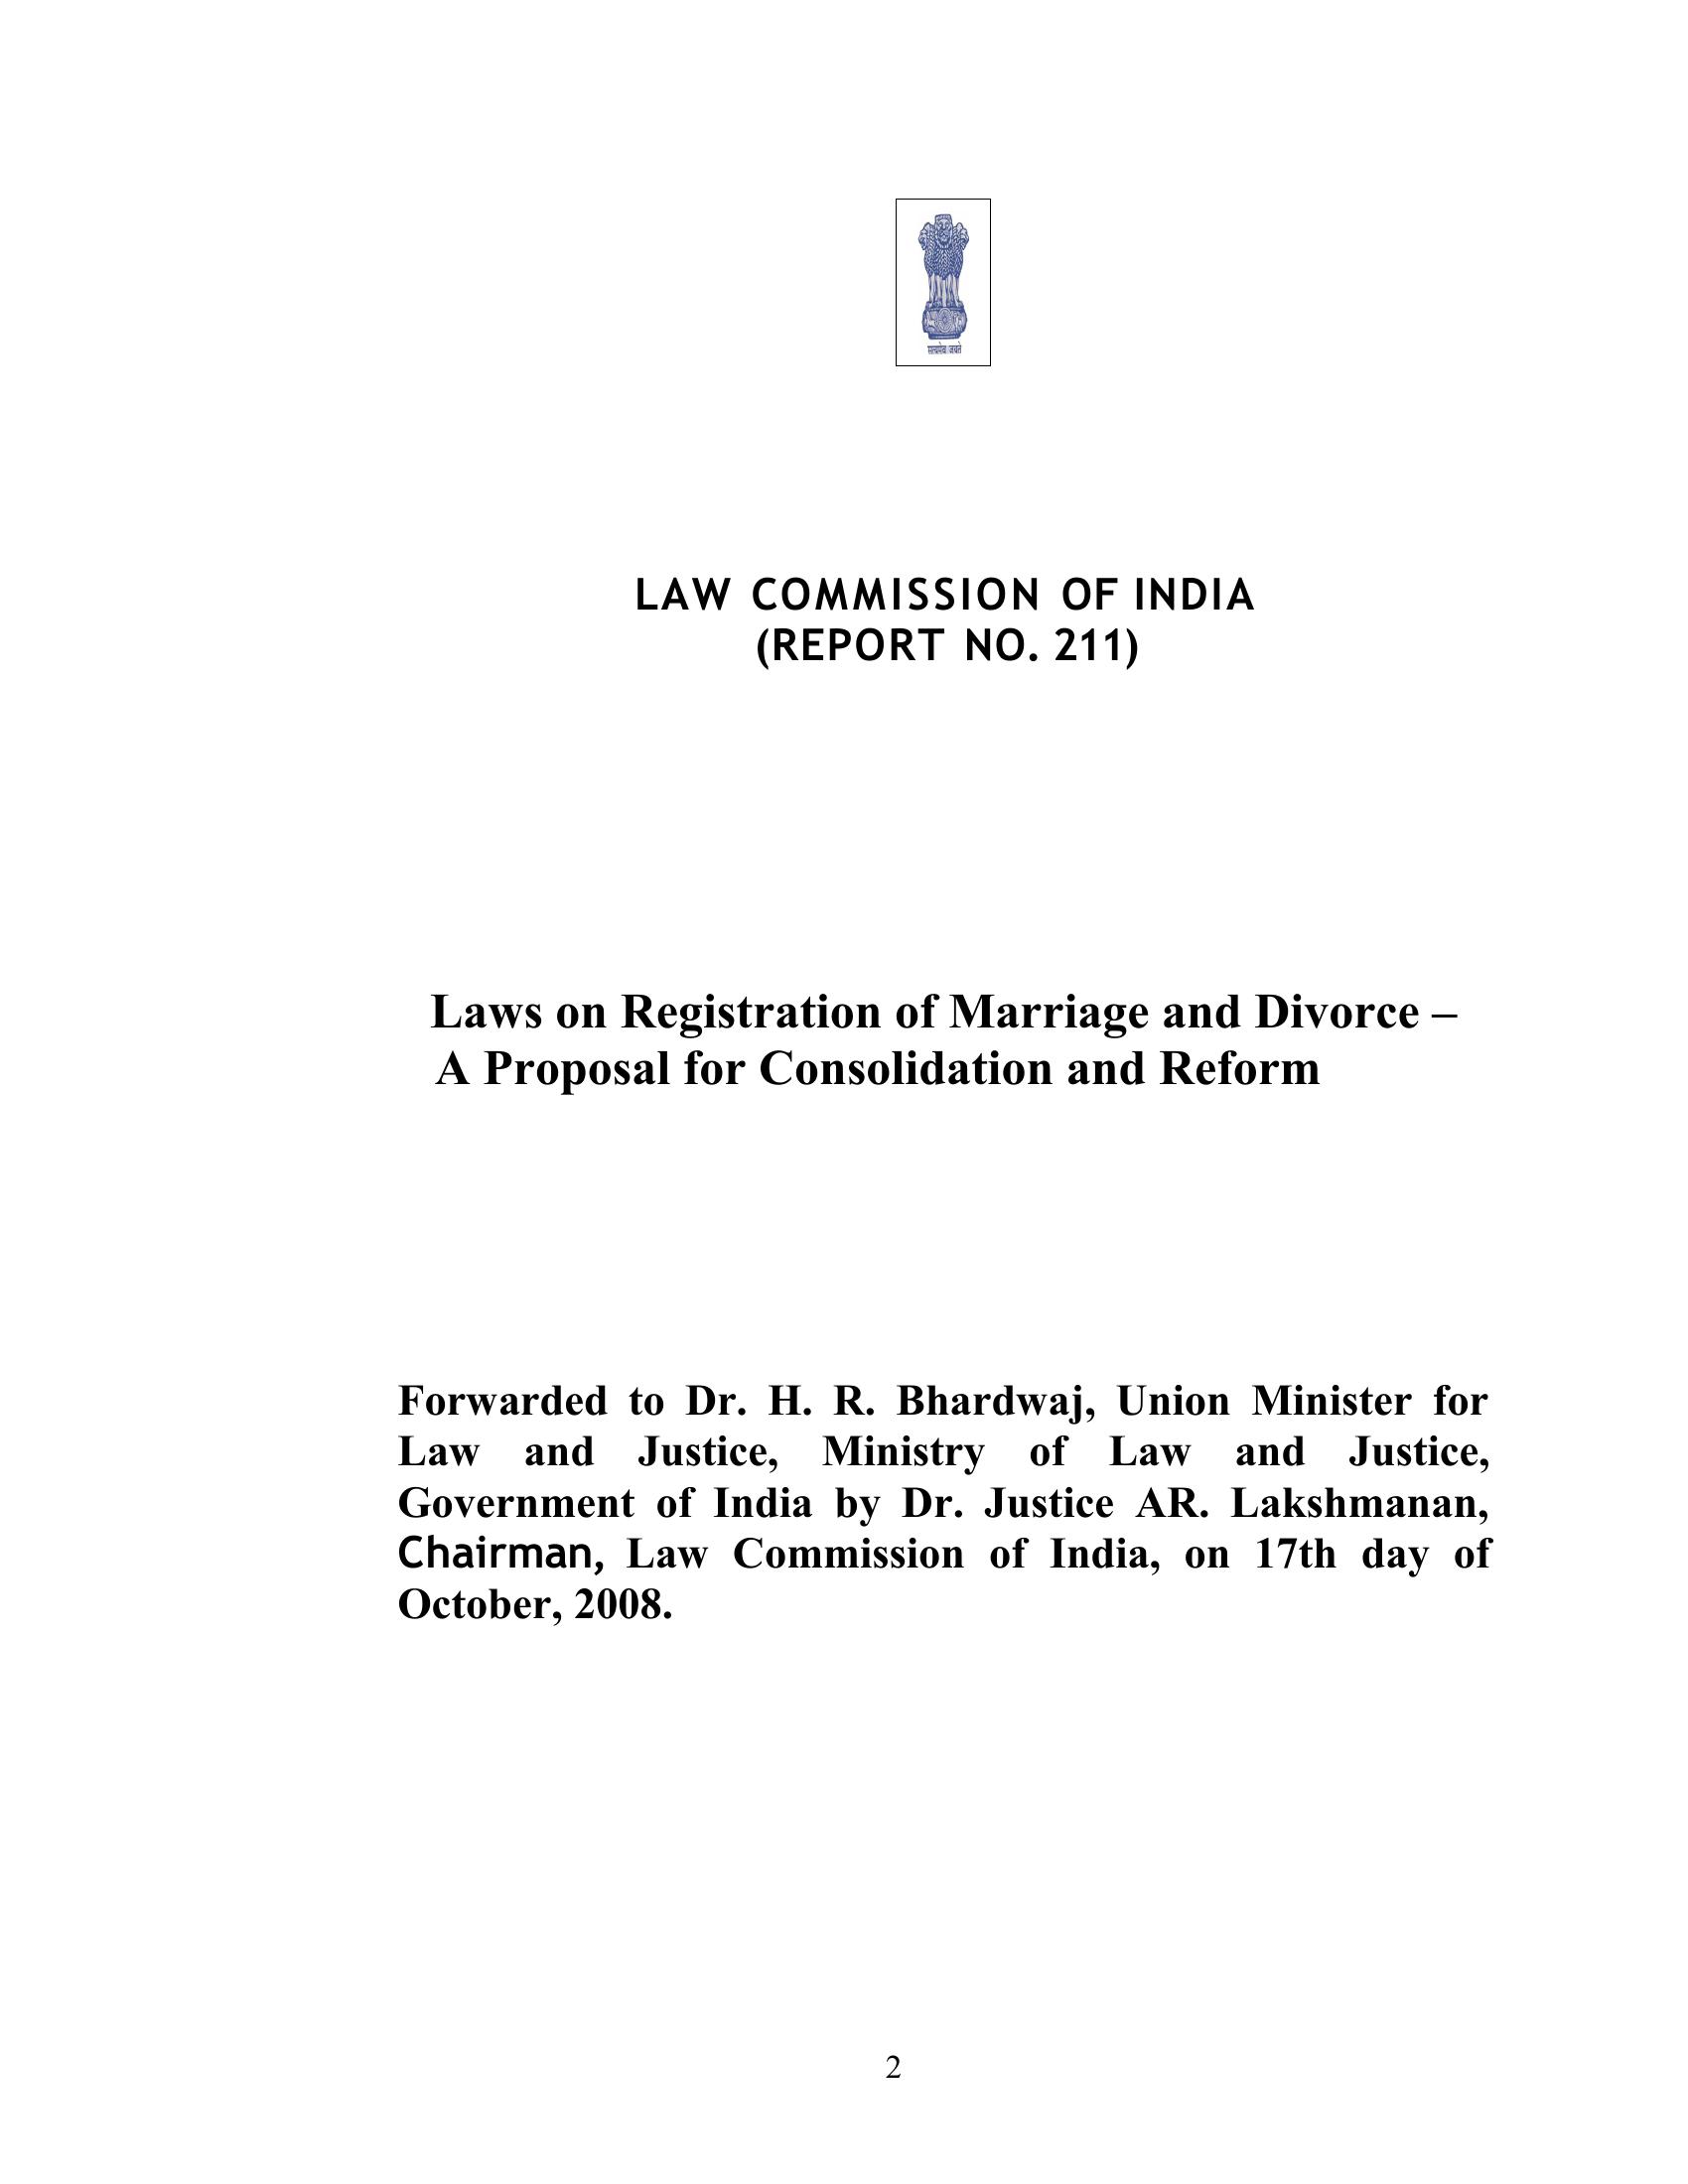 सत्यमेव जयते
LAW COMMISSION OF INDIA
(REPORT NO. 211)
Laws on Registration of Marriage and Divorce –
A Proposal for Consolidation and Reform
Forwarded to Dr. H. R. Bhardwaj, Union Minister for
Law and Justice, Ministry of Law and Justice,
Government of India by Dr. Justice AR. Lakshmanan,
Chairman, Law Commission of India, on 17th day of
October, 2008.
2